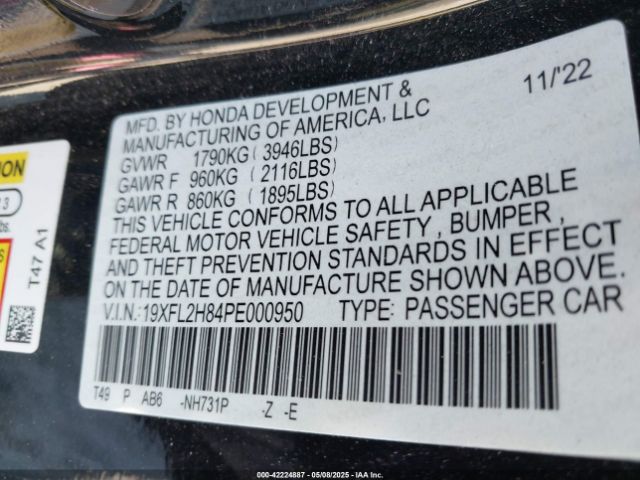 MFD. BY HONDA DEVELOPMENT & 11/'22
MANUFACTURING OF AMERICA, LLC
GVWR 1790KG (3946LBS)
GAWR F 960KG (2116LBS)
GAWR R 860KG (1895LBS)
THIS VEHICLE CONFORMS TO ALL APPLICABLE
FEDERAL MOTOR VEHICLE SAFETY, BUMPER,
AND THEFT PREVENTION STANDARDS IN EFFECT
ON THE DATE OF MANUFACTURE SHOWN ABOVE.
V.I.N.:19XFL2H84PE000950 TYPE: PASSENGER CAR
T49 P AB6 -NH731P -Z -E
T47 A1
000-42224887 - 05/08/2025 - IAA Inc.